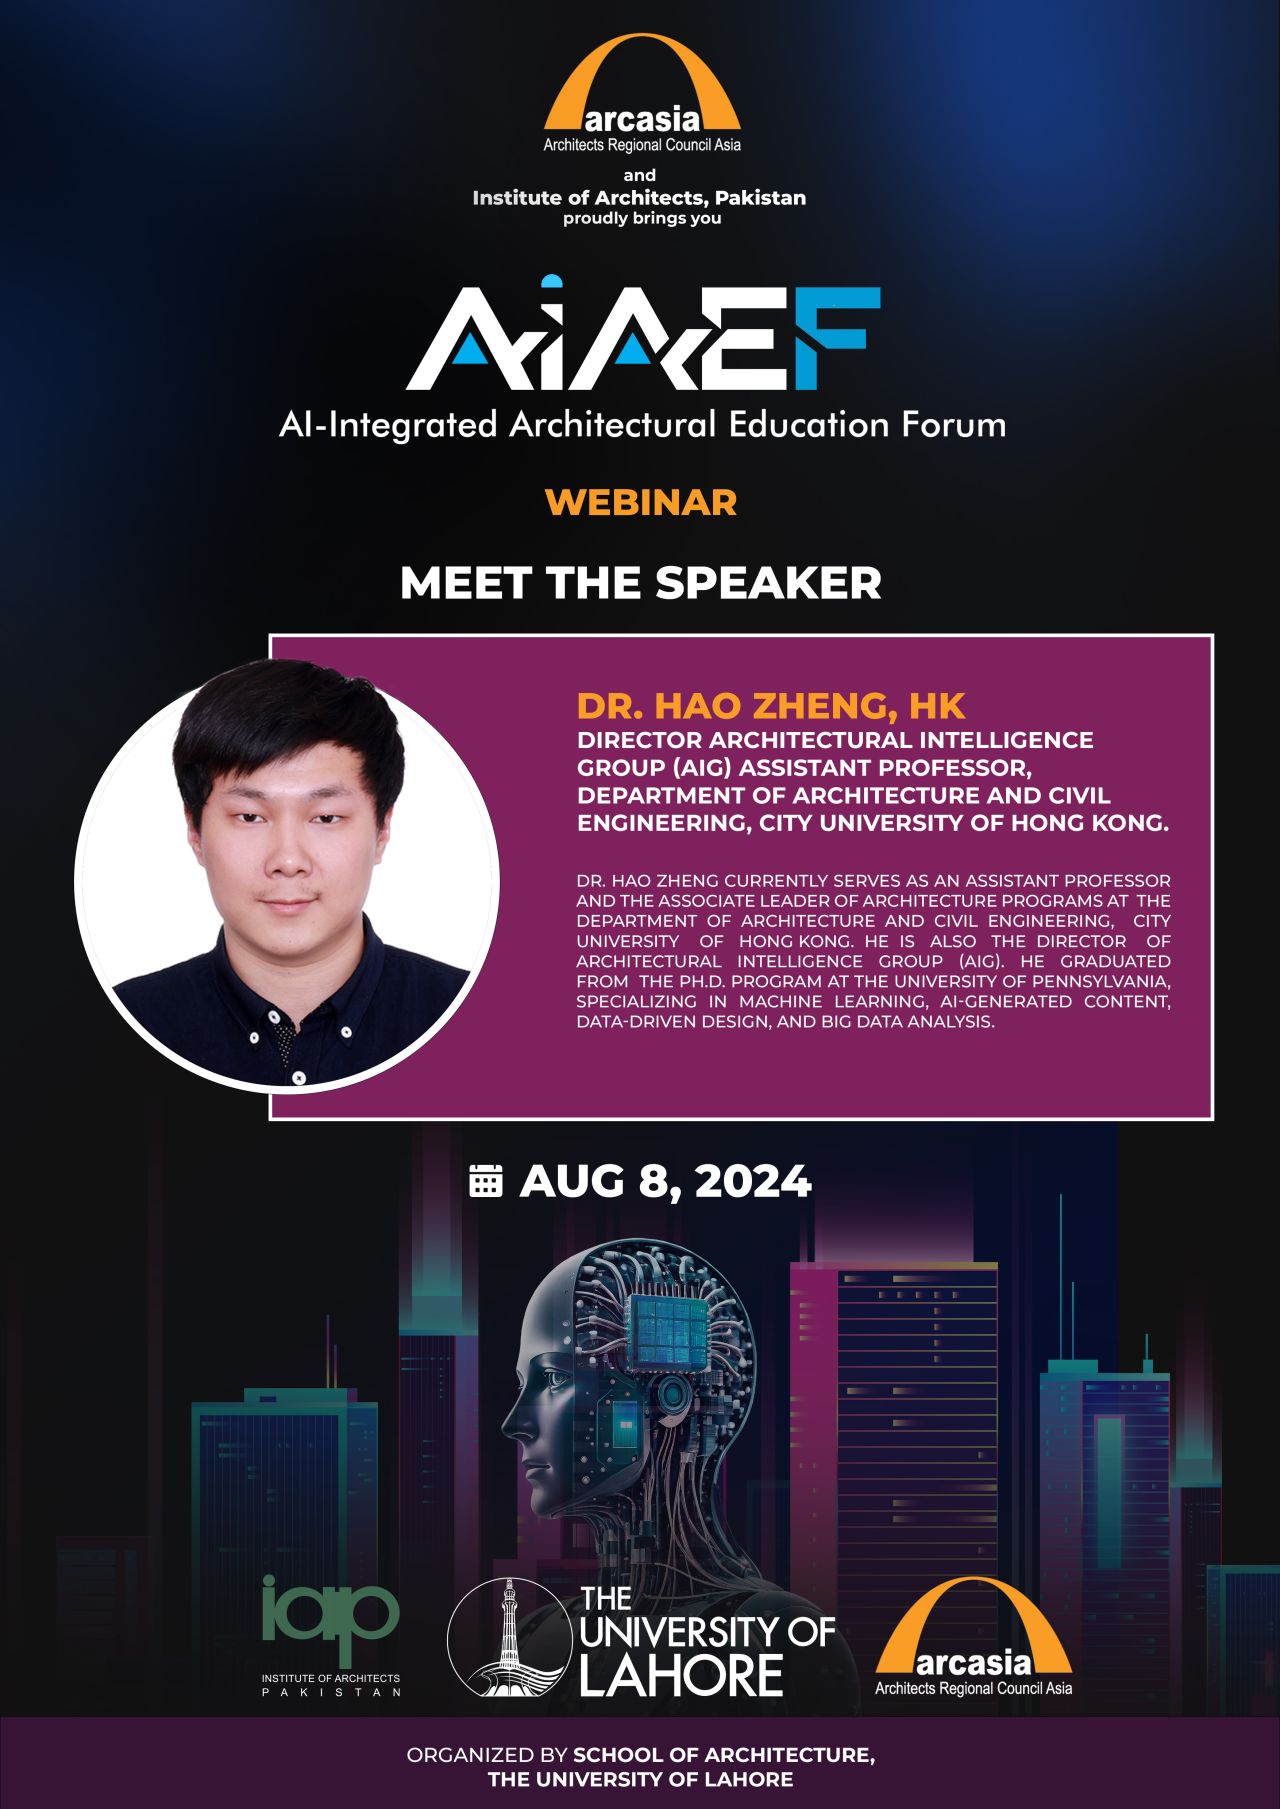 arcasia
Architects Regional Council Asia
and
Institute of Architects, Pakistan
proudly brings you
AiAEF
AI-Integrated Architectural Education Forum
WEBINAR
MEET THE SPEAKER
DR. HAO ZHENG, HK
DIRECTOR ARCHITECTURAL INTELLIGENCE
GROUP (AIG) ASSISTANT PROFESSOR,
DEPARTMENT OF ARCHITECTURE AND CIVIL
ENGINEERING, CITY UNIVERSITY OF HONG KONG.
DR. HAO ZHENG CURRENTLY SERVES AS AN ASSISTANT PROFESSOR
AND THE ASSOCIATE LEADER OF ARCHITECTURE PROGRAMS AT THE
DEPARTMENT OF ARCHITECTURE AND CIVIL ENGINEERING, CITY
UNIVERSITY OF HONG KONG. HE IS ALSO THE DIRECTOR OF
ARCHITECTURAL INTELLIGENCE GROUP (AIG). HE GRADUATED
FROM THE PH.D. PROGRAM AT THE UNIVERSITY OF PENNSYLVANIA,
SPECIALIZING IN MACHINE LEARNING, AI-GENERATED CONTENT,
DATA-DRIVEN DESIGN, AND BIG DATA ANALYSIS.
AUG 8, 2024
iap
INSTITUTE OF ARCHITECTS
PAKISTAN
THE
UNIVERSITY OF
LAHORE
arcasia
Architects Regional Council Asia
ORGANIZED BY SCHOOL OF ARCHITECTURE,
THE UNIVERSITY OF LAHORE